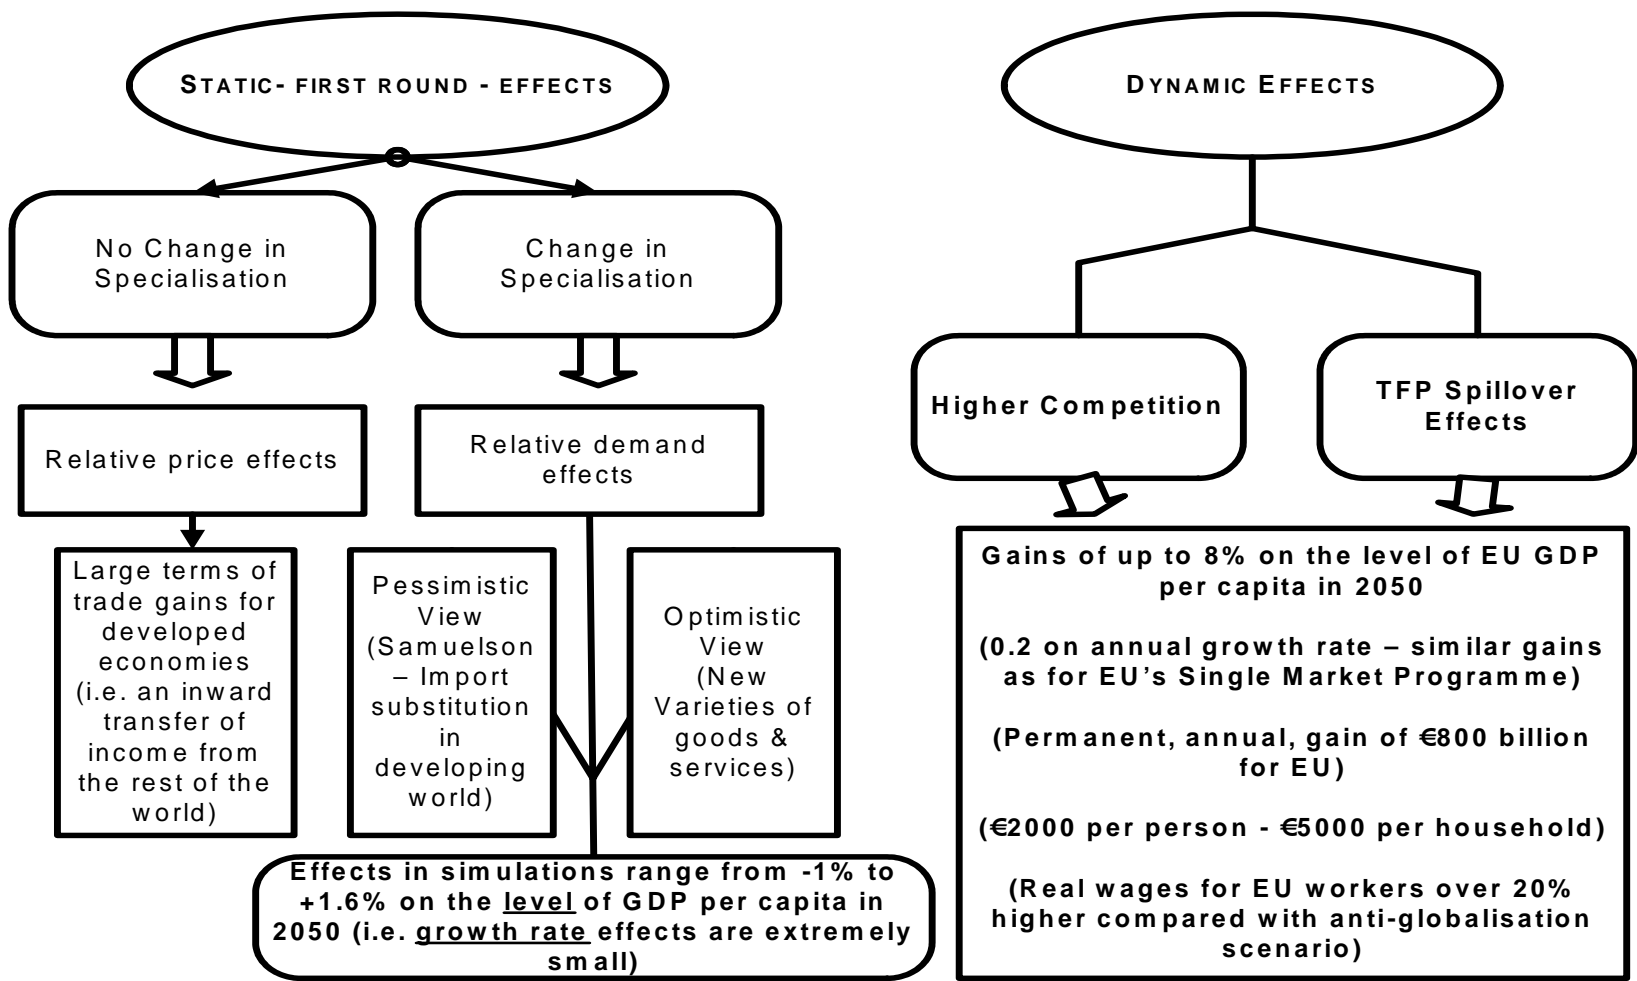 STATIC- FIRST ROUND - EFFECTS
No Change in
Specialisation
Change in
Specialisation
Relative price effects
Relative demand
effects
Large terms of
trade gains for
developed
economies
(i.e. an inward
transfer of
income from
the rest of the
world)
Pessimistic
View
(Samuelson
– Import
substitution
in
developing
world)
Optimistic
View
(New
Varieties of
goods &
services)
Effects in simulations range from -1% to
+1.6% on the level of GDP per capita in
2050 (i.e. growth rate effects are extremely
small)
DYNAMIC EFFECTS
Higher Competition
TFP Spillover
Effects
Gains of up to 8% on the level of EU GDP
per capita in 2050
(0.2 on annual growth rate – similar gains
as for EU’s Single Market Programme)
(Permanent, annual, gain of €800 billion
for EU)
(€2000 per person - €5000 per household)
(Real wages for EU workers over 20%
higher compared with anti-globalisation
scenario)